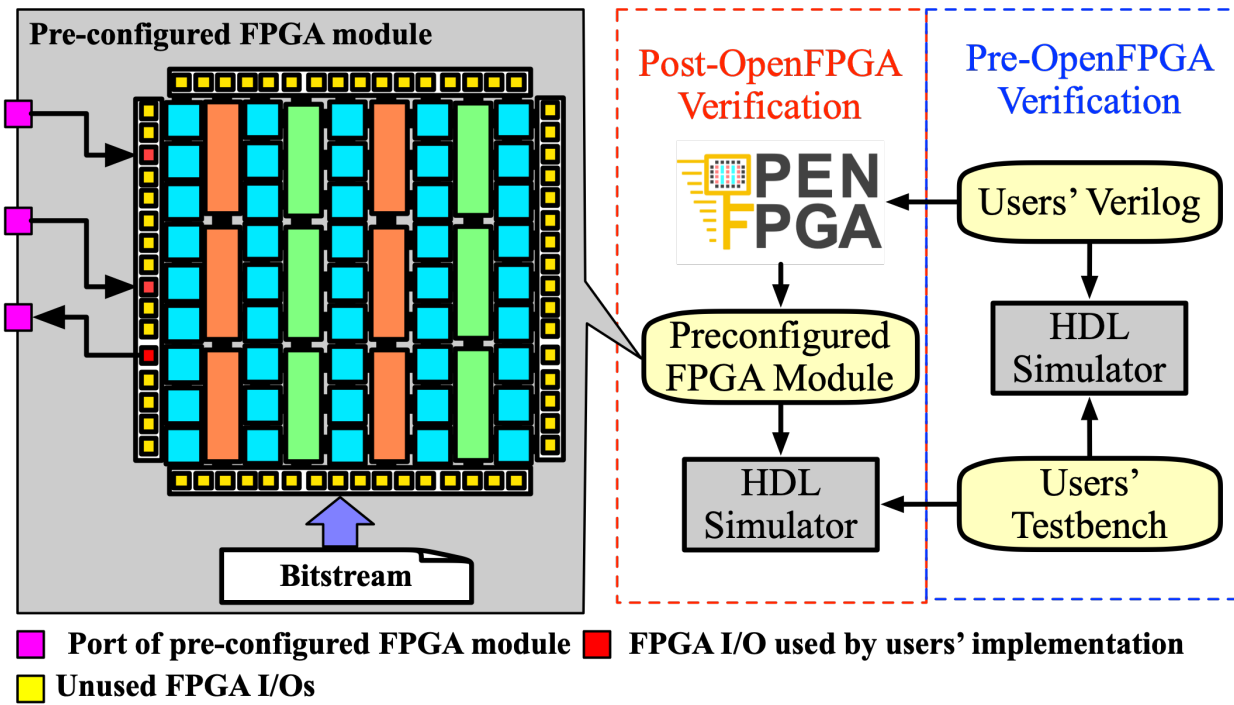 Pre-configured FPGA module
Bitstream
Post-OpenFPGA
Verification
OPEN
FPGA
Preconfigured
FPGA Module
HDL
Simulator
Pre-OpenFPGA
Verification
Users' Verilog
HDL
Simulator
Users'
Testbench
Port of pre-configured FPGA module
FPGA I/O used by users' implementation
Unused FPGA I/Os